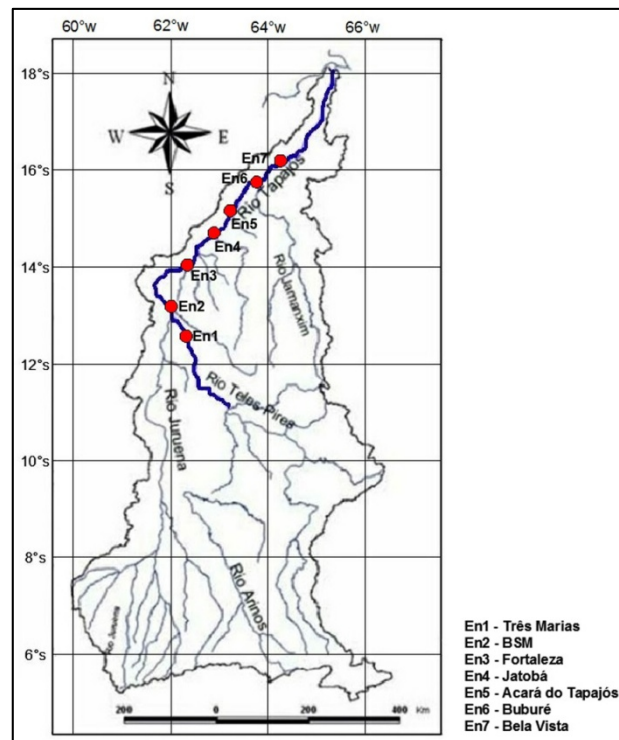 60°w 62°w 64°w 66°w
18°s
N
W E
S
16°s
En7
En6
Rio Tapajós
En5
En4
14°s
En3
Rio Jamanxim
En2
En1
12°s
Rio Teles Pires
Rio Juruena
10°s
8°s
Rio Arinos
Rio Juruena
6°s
200 0 200 400 Km
En1 - Três Marias
En2 - BSM
En3 - Fortaleza
En4 - Jatobá
En5 - Acará do Tapajós
En6 - Buburé
En7 - Bela Vista